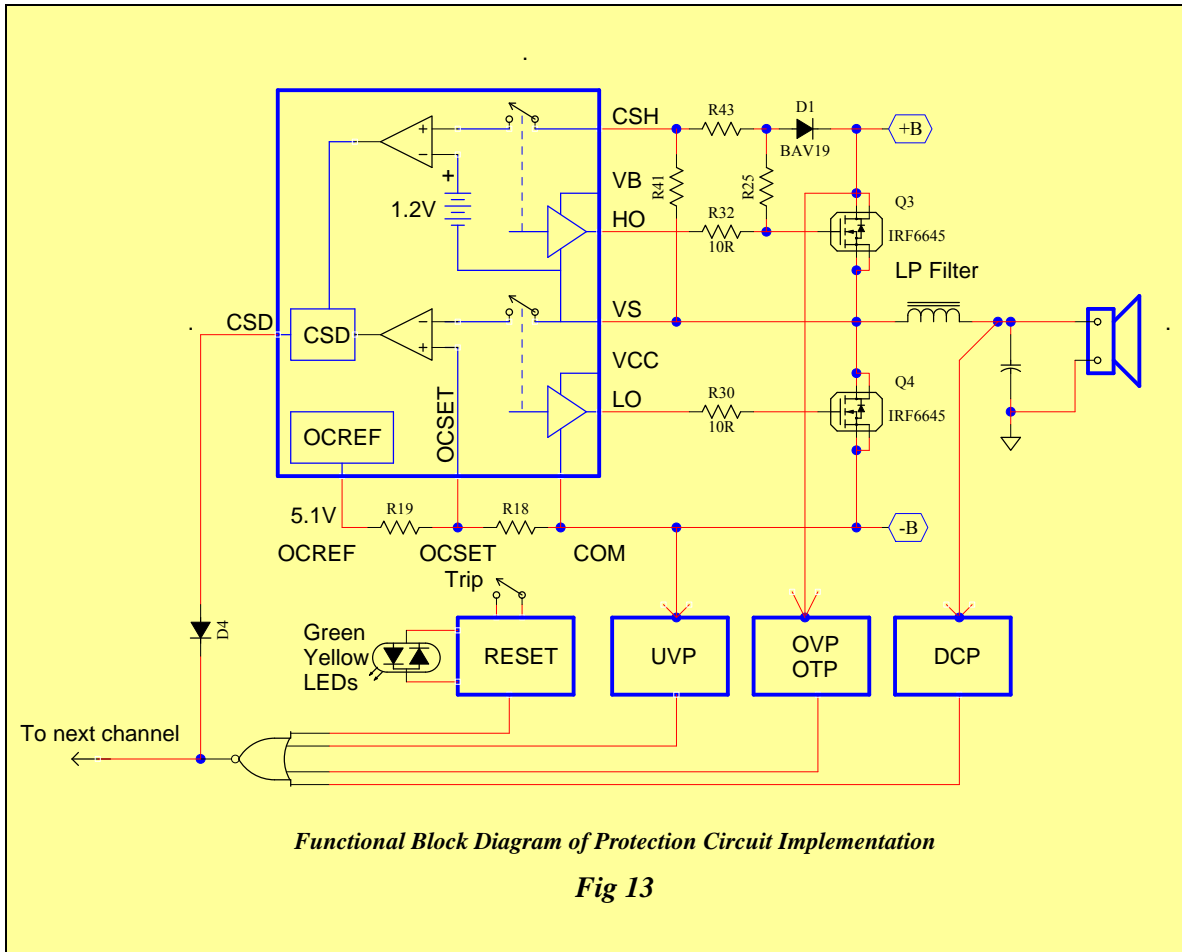 CSH
R43
D1
BAV19
+B
VB
R41
R25
Q3
1.2V
+
+
−
HO
R32
10R
IRF6645
LP Filter
CSD
CSD
−
+
VS
VCC
OCSET
LO
R30
10R
Q4
IRF6645
OCREF
5.1V
R19
R18
-B
OCREF
OCSET
COM
Trip
D4
Green
Yellow
LEDs
RESET
UVP
OVP
OTP
DCP
To next channel
Functional Block Diagram of Protection Circuit Implementation
Fig 13